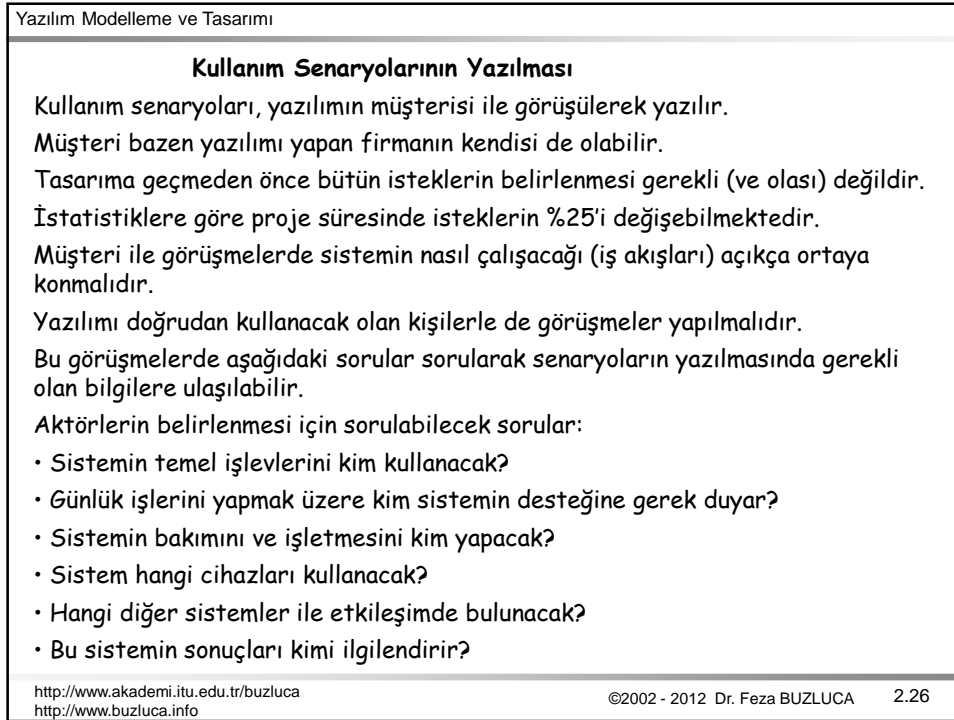 Yazılım Modelleme ve Tasarımı
Kullanım Senaryolarının Yazılması
Kullanım senaryoları, yazılımın müşterisi ile görüşülerek yazılır.
Müşteri bazen yazılımı yapan firmanın kendisi de olabilir.
Tasarıma geçmeden önce bütün isteklerin belirlenmesi gerekli (ve olası) değildir.
İstatistiklere göre proje süresinde isteklerin %25'i değişebilmektedir.
Müşteri ile görüşmelerde sistemin nasıl çalışacağı (iş akışları) açıkça ortaya
konmalıdır.
Yazılımı doğrudan kullanacak olan kişilerle de görüşmeler yapılmalıdır.
Bu görüşmelerde aşağıdaki sorular sorularak senaryoların yazılmasında gerekli
olan bilgilere ulaşılabilir.
Aktörlerin belirlenmesi için sorulabilecek sorular:
• Sistemin temel işlevlerini kim kullanacak?
• Günlük işlerini yapmak üzere kim sistemin desteğine gerek duyar?
• Sistemin bakımını ve işletmesini kim yapacak?
• Sistem hangi cihazları kullanacak?
• Hangi diğer sistemler ile etkileşimde bulunacak?
• Bu sistemin sonuçları kimi ilgilendirir?
http://www.akademi.itu.edu.tr/buzluca
http://www.buzluca.info
©2002 - 2012 Dr. Feza BUZLUCA 2.26